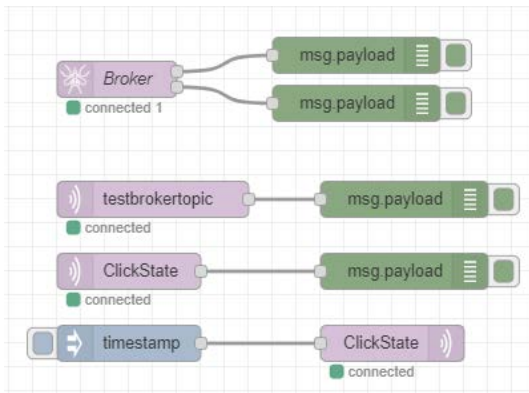 msg.payload
Broker
connected 1
msg.payload
testbrokertopic
msg.payload
connected
ClickState
msg.payload
connected
timestamp
ClickState
connected